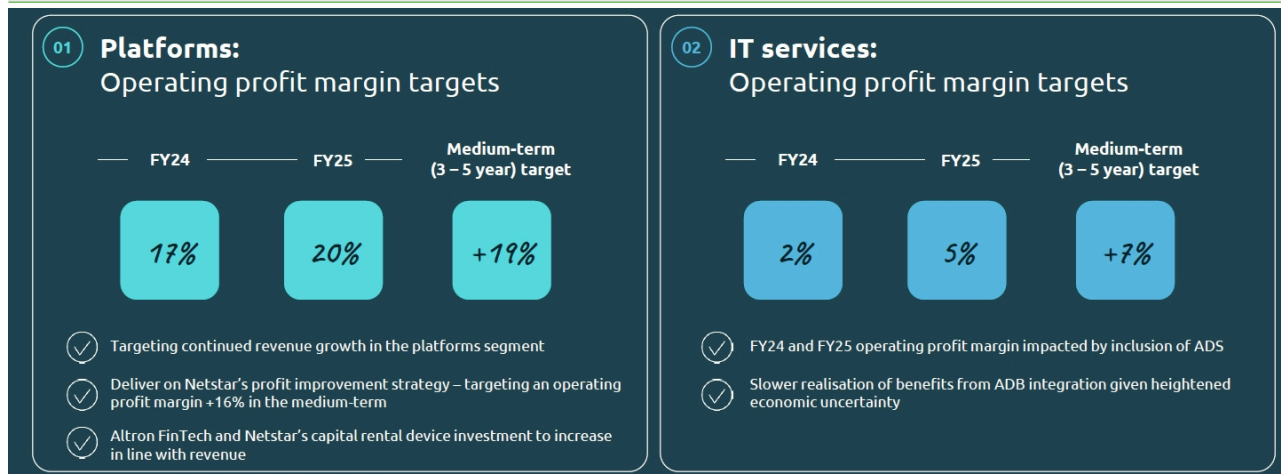 01
Platforms:
Operating profit margin targets
FY24
FY25
Medium-term
(3 – 5 year) target
17%
20%
+19%
Targeting continued revenue growth in the platforms segment
Deliver on Netstar's profit improvement strategy – targeting an operating
profit margin +16% in the medium-term
Altron FinTech and Netstar's capital rental device investment to increase
in line with revenue
02
IT services:
Operating profit margin targets
FY24
FY25
Medium-term
(3 – 5 year) target
2%
5%
+7%
FY24 and FY25 operating profit margin impacted by inclusion of ADS
Slower realisation of benefits from ADB integration given heightened
economic uncertainty